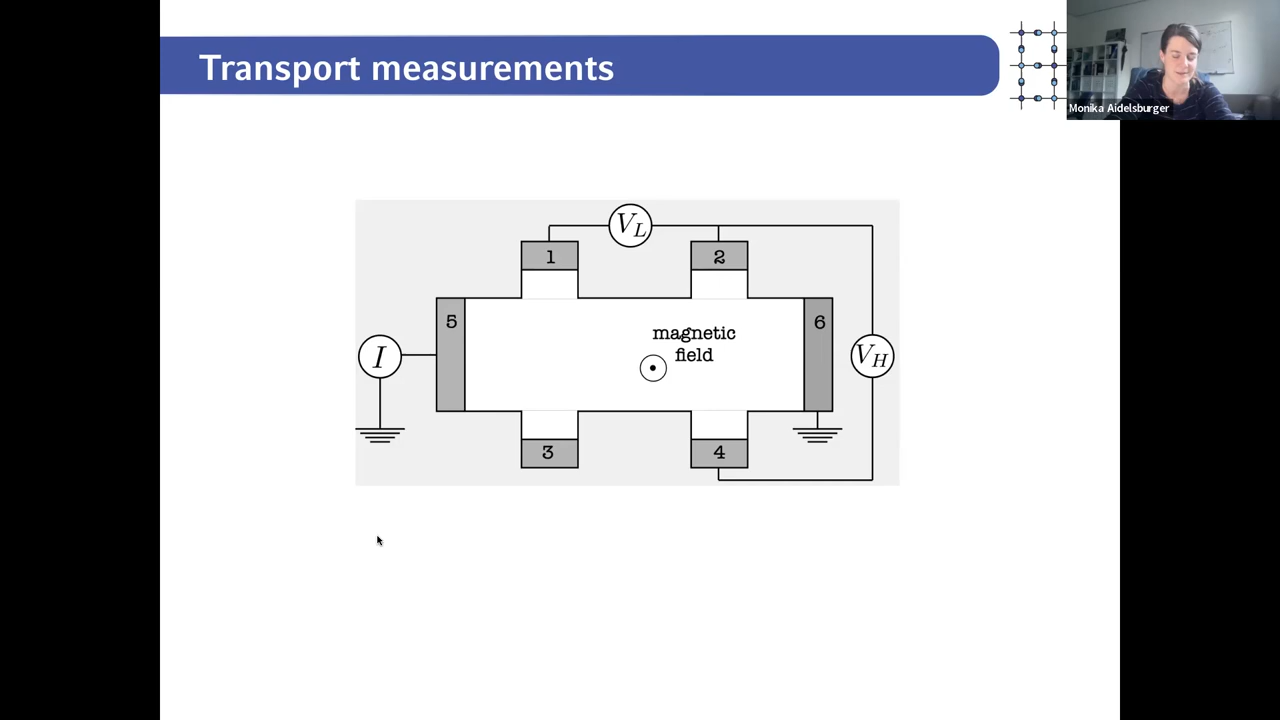 Transport measurements
Monika Aidelsburger
V_L
1
2
5
magnetic
field
6
I
V_H
3
4